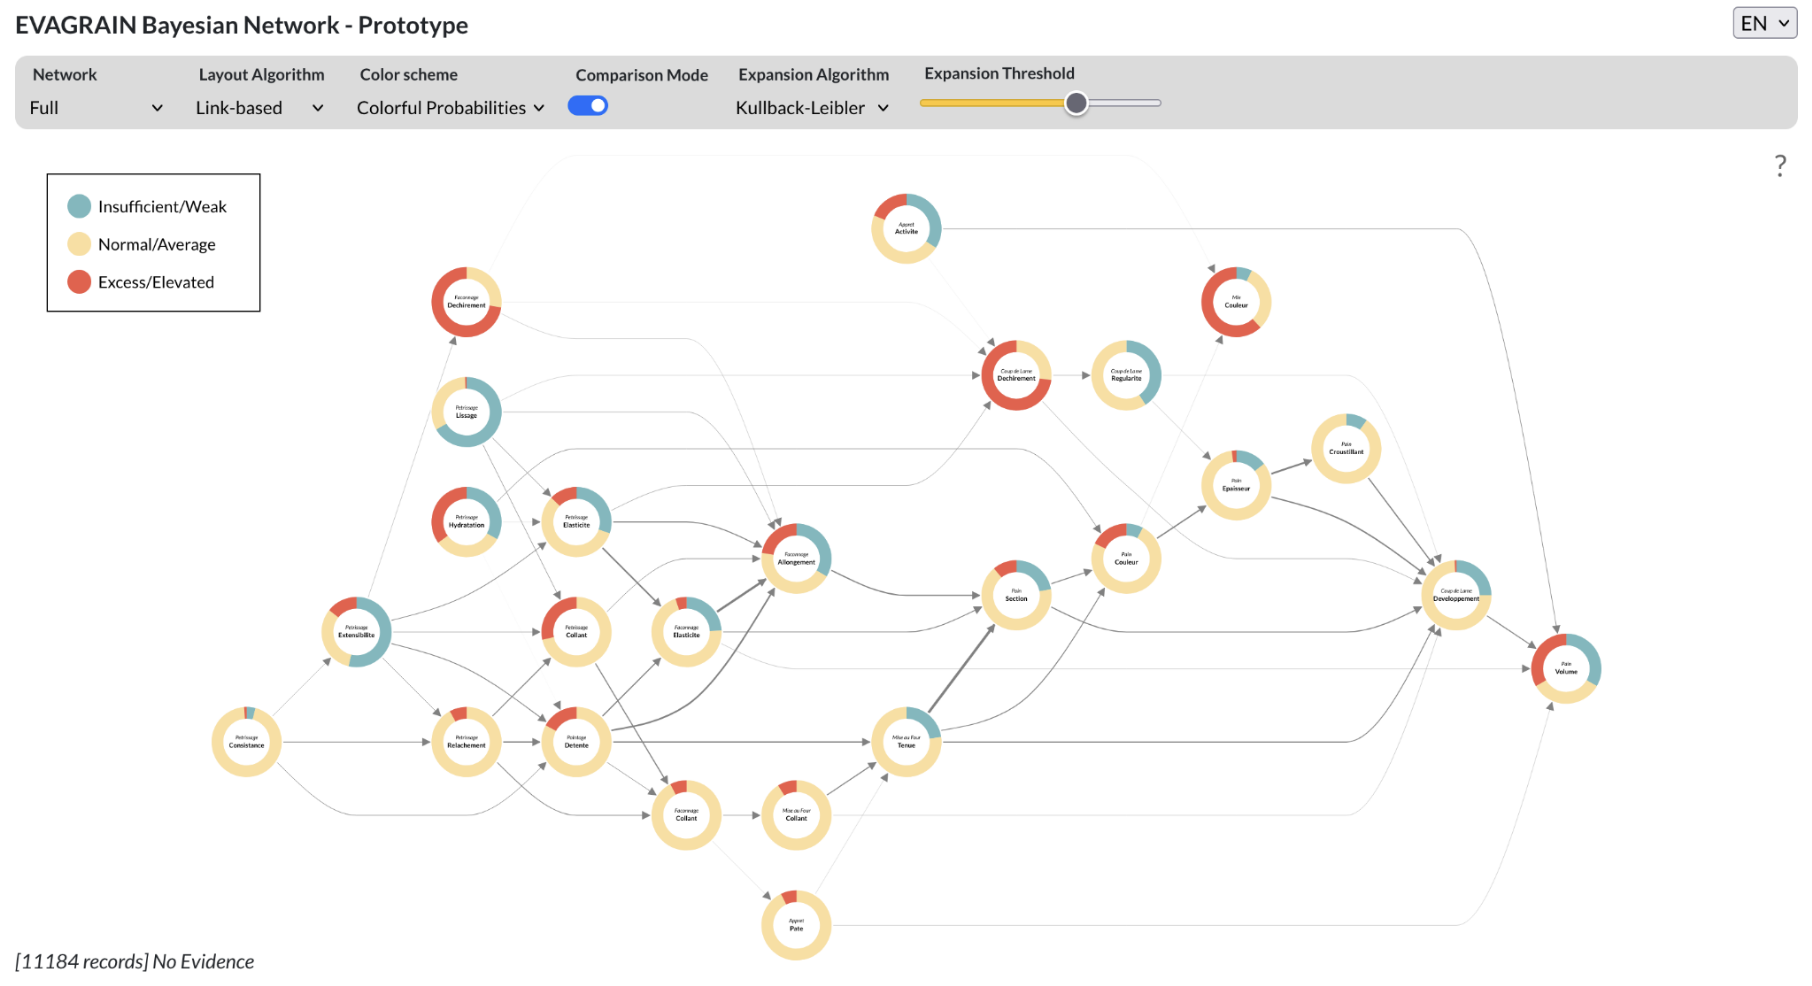 EVAGRAIN Bayesian Network - Prototype
EN
Network
Layout Algorithm
Color scheme
Comparison Mode
Expansion Algorithm
Expansion Threshold
Full
Link-based
Colorful Probabilities
Kullback-Leibler
?
Insufficient/Weak
Normal/Average
Excess/Elevated
Appret
Activite
Faconnage
Dechirement
Mie
Couleur
Coup de Lame
Dechirement
Coup de Lame
Regularite
Petrissage
Lissage
Pain
Croustillant
Pain
Epaisseur
Petrissage
Hydratation
Petrissage
Elasticite
Faconnage
Allongement
Pain
Couleur
Pain
Section
Coup de Lame
Developpement
Petrissage
Extensibilite
Petrissage
Collant
Faconnage
Elasticite
Pain
Volume
Petrissage
Consistance
Petrissage
Relachement
Pointage
Detente
Mise au Four
Tenue
Faconnage
Collant
Mise au Four
Collant
Appret
Pate
[11184 records] No Evidence